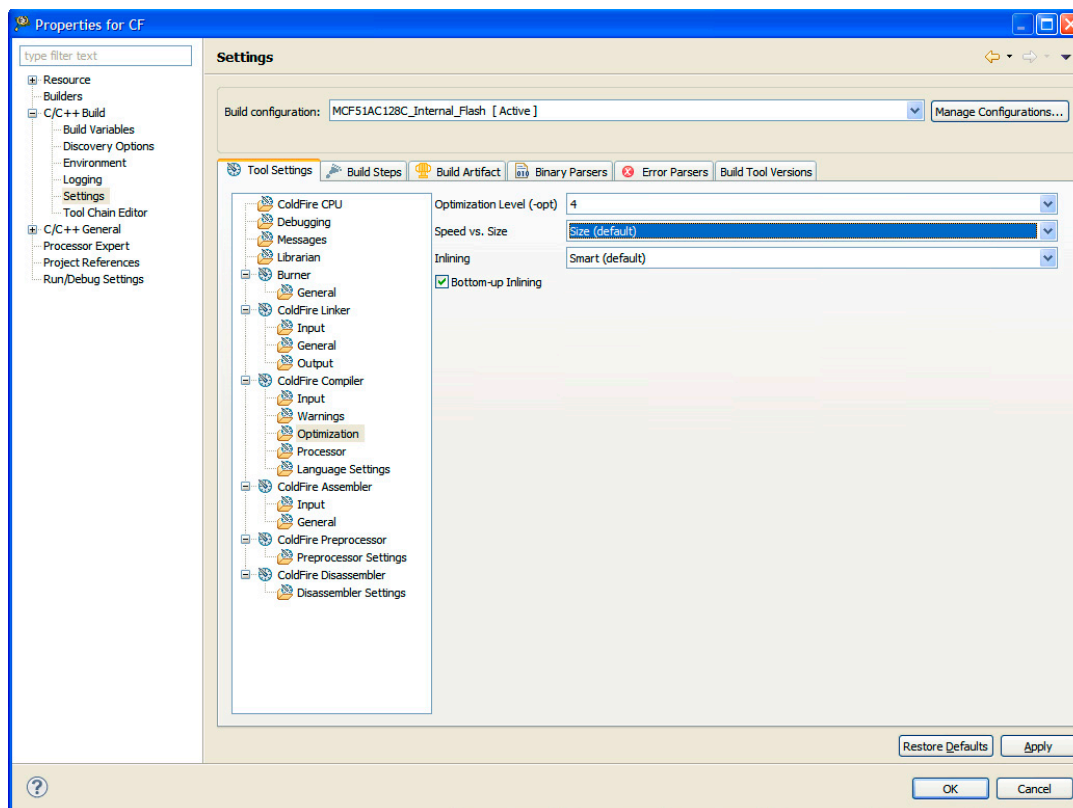 Properties for CF
type filter text
Resource
Builders
C/C++ Build
Build Variables
Discovery Options
Environment
Logging
Settings
Tool Chain Editor
C/C++ General
Processor Expert
Project References
Run/Debug Settings
Settings
Build configuration: MCF51AC128C_Internal_Flash [ Active ] Manage Configurations...
Tool Settings Build Steps Build Artifact Binary Parsers Error Parsers Build Tool Versions
ColdFire CPU
Debugging
Messages
Librarian
Burner
General
ColdFire Linker
Input
General
Output
ColdFire Compiler
Input
Warnings
Optimization
Processor
Language Settings
ColdFire Assembler
Input
General
ColdFire Preprocessor
Preprocessor Settings
ColdFire Disassembler
Disassembler Settings
Optimization Level (-opt) 4
Speed vs. Size Size (default)
Inlining Smart (default)
Bottom-up Inlining
Restore Defaults Apply
OK Cancel